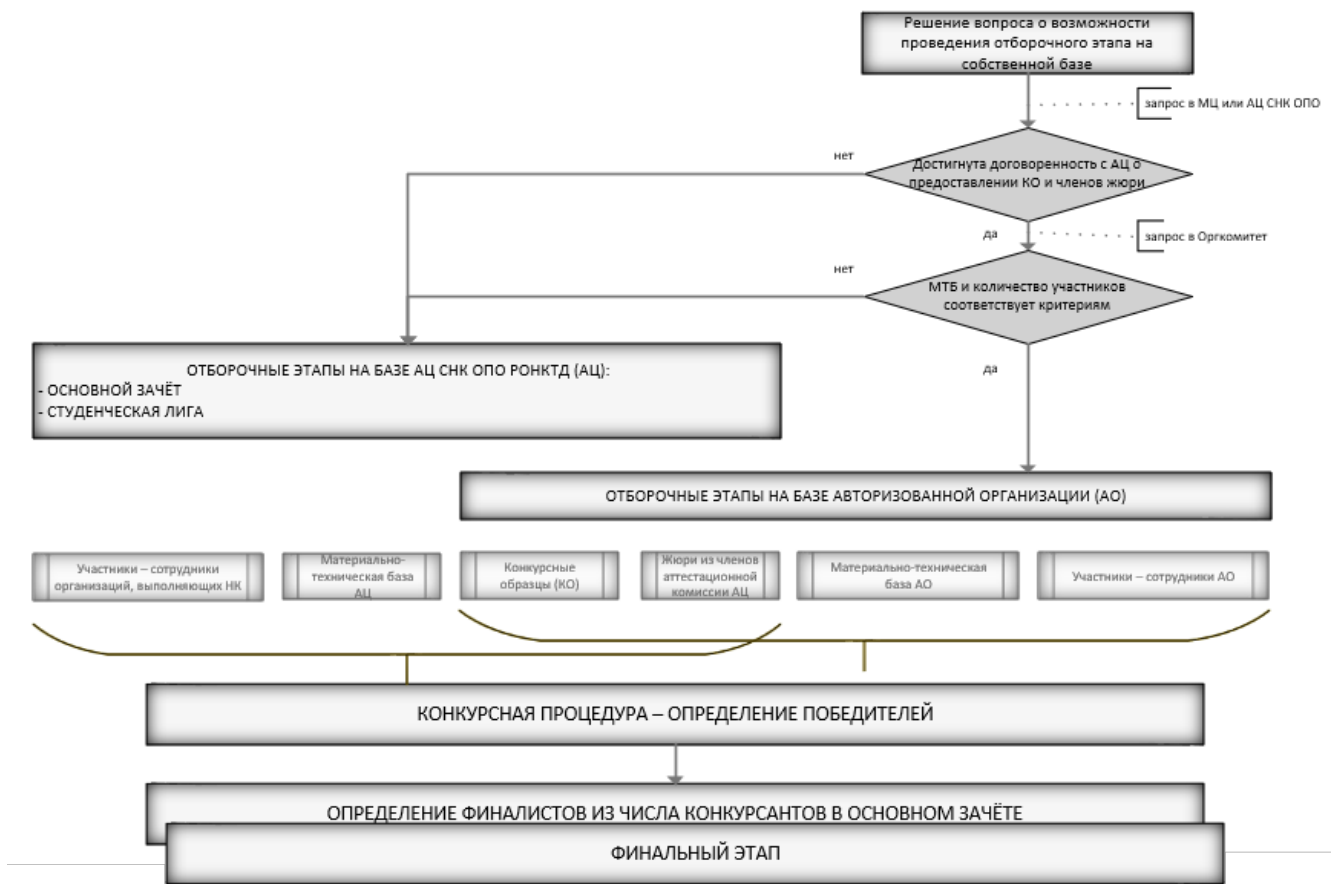 Решение вопроса о возможности
проведения отборочного этапа на
собственной базе
запрос в МЦ или АЦ СНК ОПО
нет
Достигнута договоренность с АЦ о
предоставлении КО и членов жюри
да
запрос в Оргкомитет
нет
МТБ и количество участников
соответствует критериям
да
ОТБОРОЧНЫЕ ЭТАПЫ НА БАЗЕ АЦ СНК ОПО РОНКТД (АЦ):
- ОСНОВНОЙ ЗАЧЁТ
- СТУДЕНЧЕСКАЯ ЛИГА
ОТБОРОЧНЫЕ ЭТАПЫ НА БАЗЕ АВТОРИЗОВАННОЙ ОРГАНИЗАЦИИ (АО)
Участники – сотрудники
организаций, выполняющих НК
Материально-
техническая база
АЦ
Конкурсные
образцы (КО)
Жюри из членов
аттестационной
комиссии АЦ
Материально-техническая
база АО
Участники – сотрудники АО
КОНКУРСНАЯ ПРОЦЕДУРА – ОПРЕДЕЛЕНИЕ ПОБЕДИТЕЛЕЙ
ОПРЕДЕЛЕНИЕ ФИНАЛИСТОВ ИЗ ЧИСЛА КОНКУРСАНТОВ В ОСНОВНОМ ЗАЧЁТЕ
ФИНАЛЬНЫЙ ЭТАП